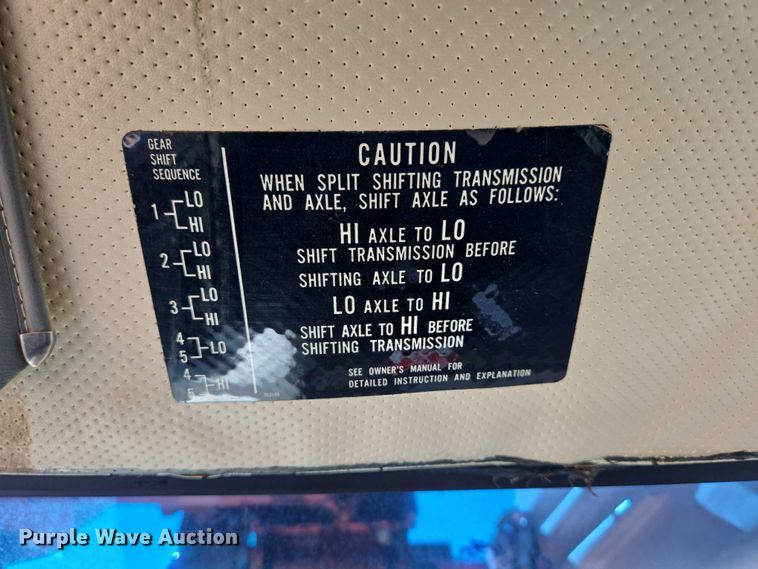 GEAR
SHIFT
SEQUENCE
1 LO
HI
2 LO
HI
3 LO
HI
4
5 LO
4
5 HI
CAUTION
WHEN SPLIT SHIFTING TRANSMISSION
AND AXLE, SHIFT AXLE AS FOLLOWS:
HI AXLE TO LO
SHIFT TRANSMISSION BEFORE
SHIFTING AXLE TO LO
LO AXLE TO HI
SHIFT AXLE TO HI BEFORE
SHIFTING TRANSMISSION
SEE OWNER'S MANUAL FOR
DETAILED INSTRUCTION AND EXPLANATION
Purple Wave Auction